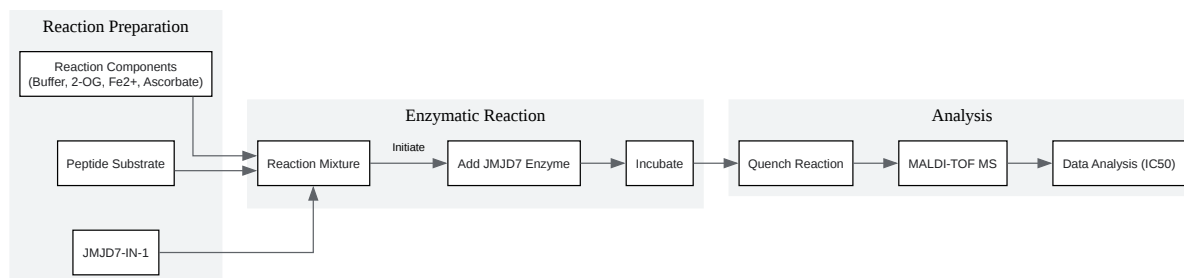 Reaction Preparation
Reaction Components
(Buffer, 2-OG, Fe2+, Ascorbate)
Peptide Substrate
JMJD7-IN-1
Enzymatic Reaction
Reaction Mixture
Initiate
Add JMJD7 Enzyme
Incubate
Analysis
Quench Reaction
MALDI-TOF MS
Data Analysis (IC50)